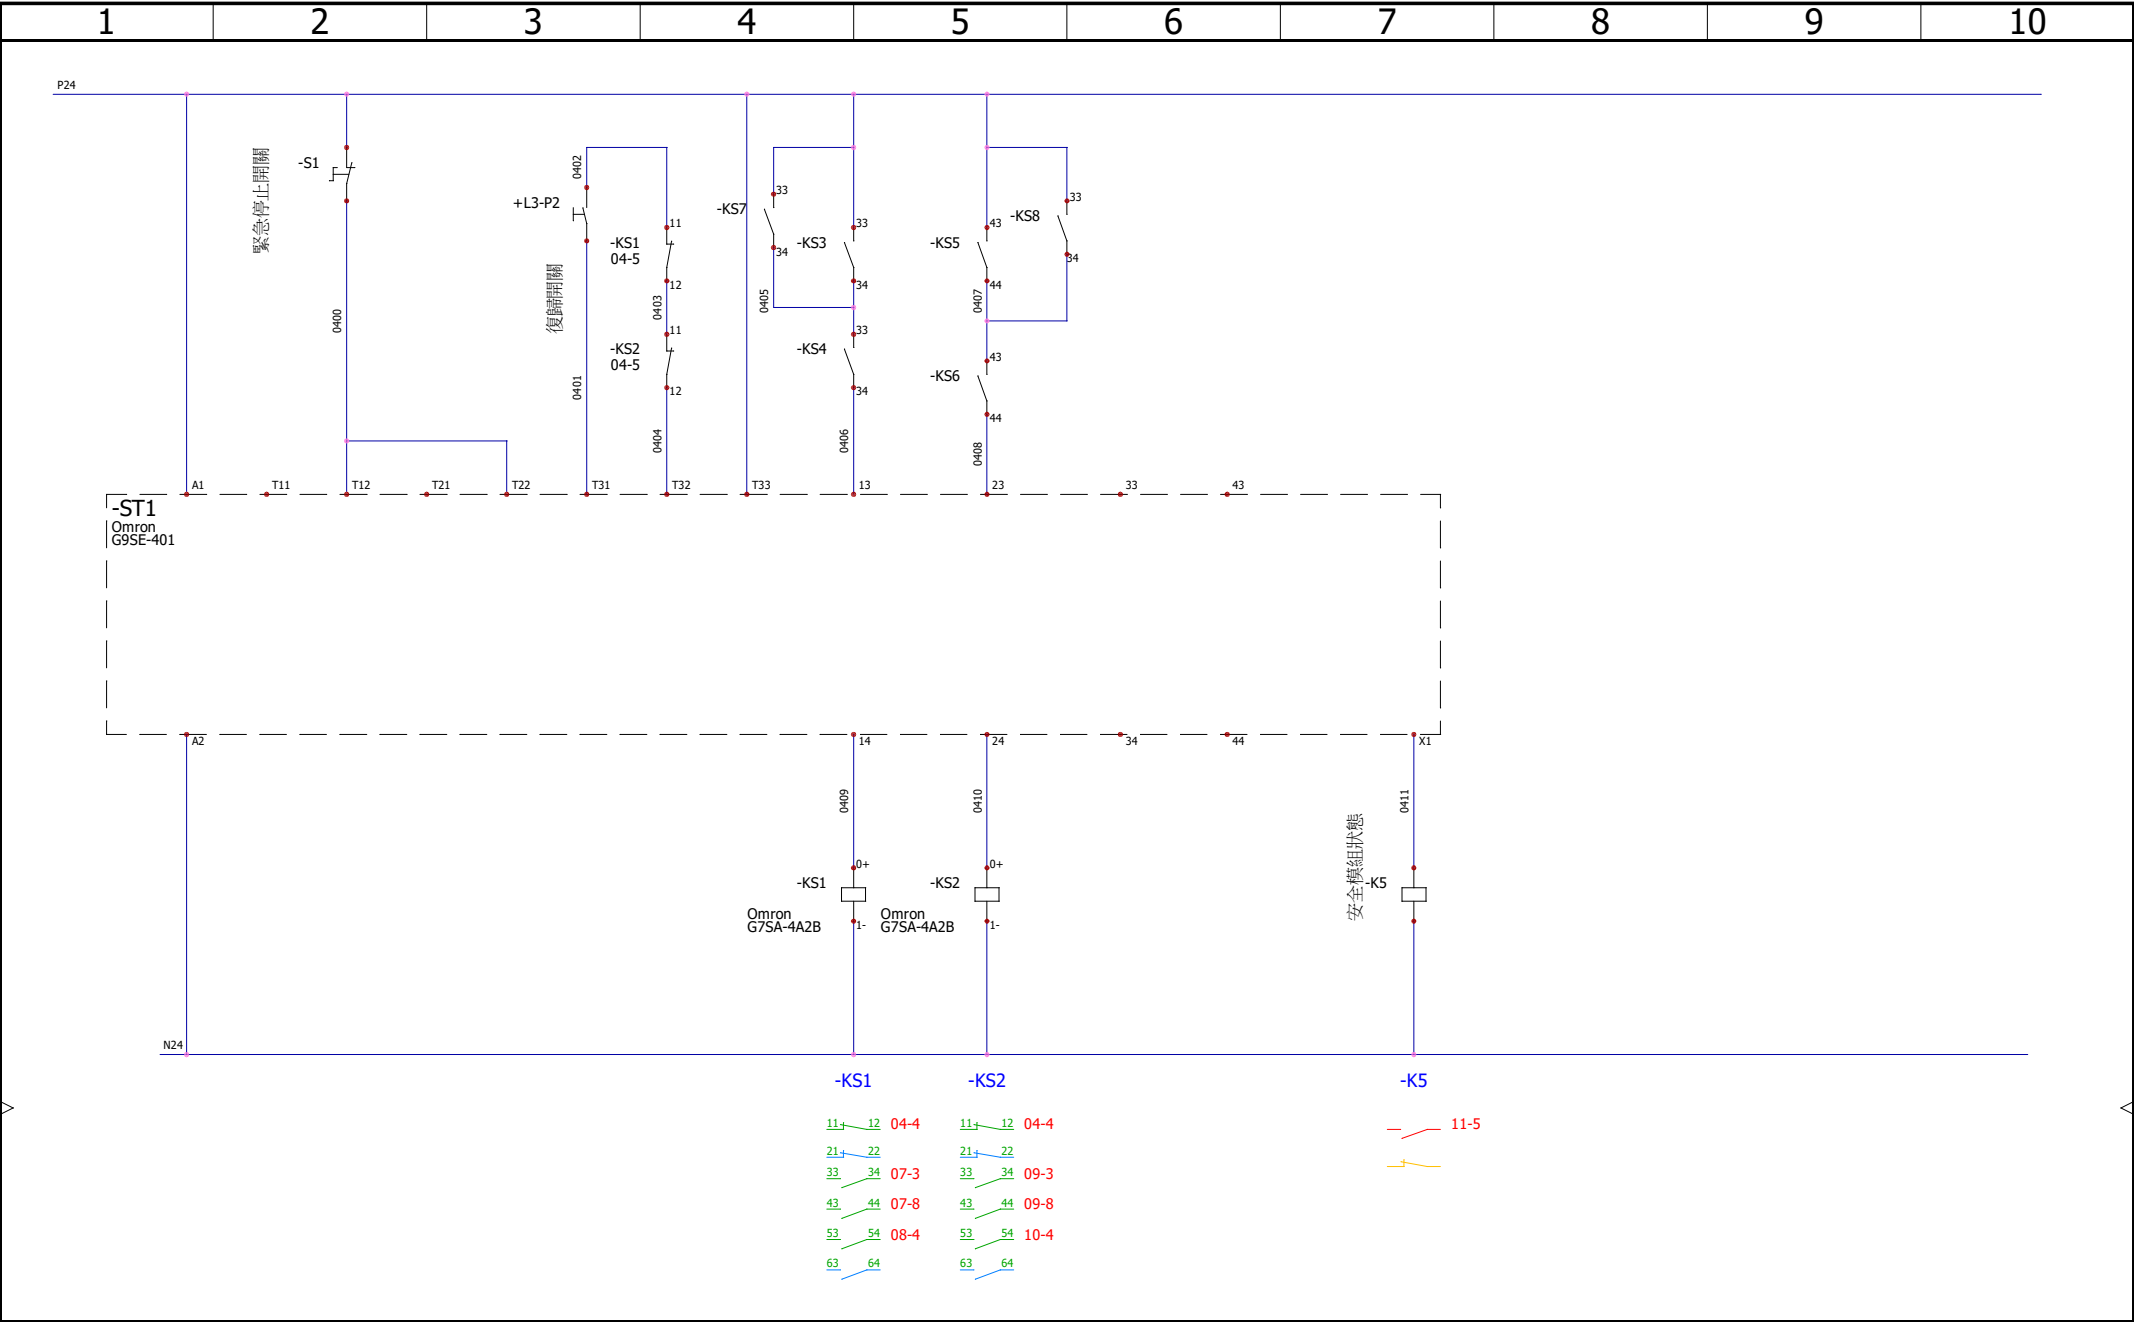 1 2 3 4 5 6 7 8 9 10
P24
緊急停止開關
-S1
0400
復歸開關
+L3-P2
0402
0401
-KS1
04-5
11
12
0403
-KS2
04-5
11
12
0404
-KS7
33
34
0405
-KS3
33
34
-KS4
33
34
0406
-KS5
43
44
0407
-KS8
33
34
-KS6
43
44
0408
A1 T11 T12 T21 T22 T31 T32 T33 13 23 33 43
-ST1
Omron
G9SE-401
A2 14 24 34 44 X1
0409
0410
0411
-KS1
0+
1-
Omron
G7SA-4A2B
-KS2
0+
1-
Omron
G7SA-4A2B
安全模組狀態
-K5
N24
-KS1 -KS2 -K5
11 12 04-4 11 12 04-4 11-5
21 22 21 22
33 34 07-3 33 34 09-3
43 44 07-8 43 44 09-8
53 54 08-4 53 54 10-4
63 64 63 64